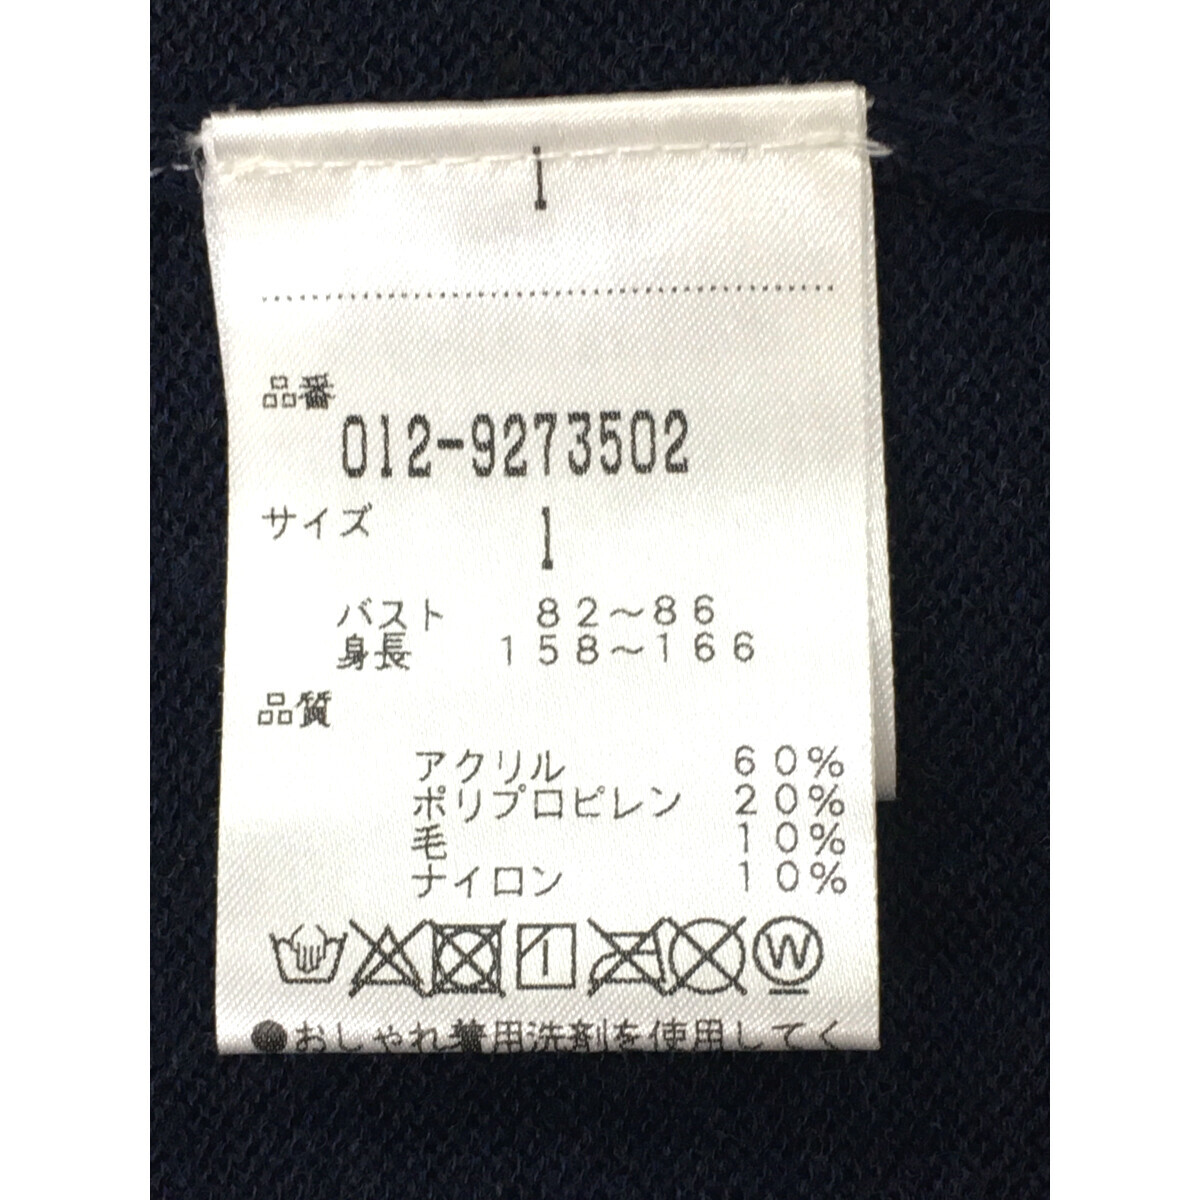 1
品番
012-9273502
サイズ 1
バスト 82〜86
身長 158〜166
品質
アクリル 60%
ポリプロピレン 20%
毛 10%
ナイロン 10%
W
●おしゃれ着用洗剤を使用してく